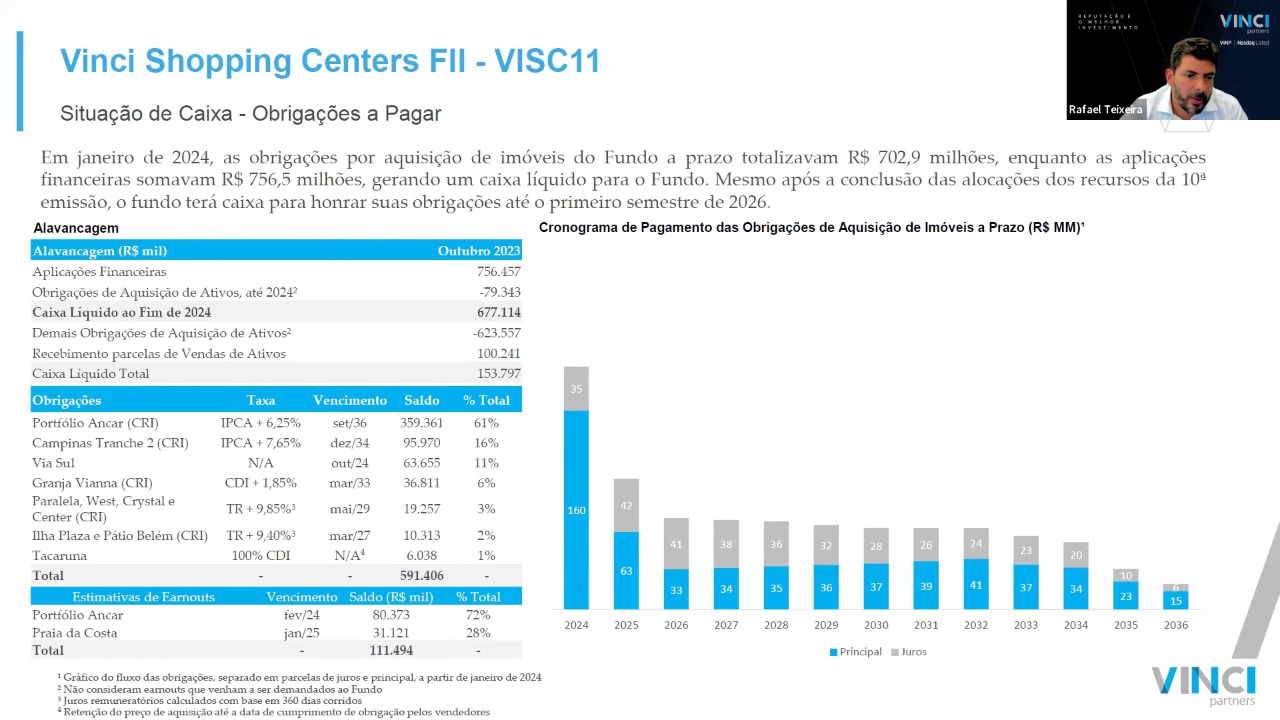 Vinci Shopping Centers FII - VISC11
Situação de Caixa - Obrigações a Pagar
REPUTAÇÃO É
O MELHOR
INVESTIMENTO
VINCI
partners
VINP | Nasdaq Listed
Rafael Teixeira
Em janeiro de 2024, as obrigações por aquisição de imóveis do Fundo a prazo totalizavam R$ 702,9 milhões, enquanto as aplicações
financeiras somavam R$ 756,5 milhões, gerando um caixa líquido para o Fundo. Mesmo após a conclusão das alocações dos recursos da 10ª
emissão, o fundo terá caixa para honrar suas obrigações até o primeiro semestre de 2026.
Alavancagem
Alavancagem (R$ mil) Outubro 2023
Aplicações Financeiras 756.457
Obrigações de Aquisição de Ativos, até 2024² -79.343
Caixa Líquido ao Fim de 2024 677.114
Demais Obrigações de Aquisição de Ativos² -623.557
Recebimento parcelas de Vendas de Ativos 100.241
Caixa Líquido Total 153.797
Obrigações Taxa Vencimento Saldo % Total
Portfólio Ancar (CRI) IPCA + 6,25% set/36 359.361 61%
Campinas Tranche 2 (CRI) IPCA + 7,65% dez/34 95.970 16%
Via Sul N/A out/24 63.655 11%
Granja Vianna (CRI) CDI + 1,85% mar/33 36.811 6%
Paralela, West, Crystal e
Center (CRI) TR + 9,85%³ mai/29 19.257 3%
Ilha Plaza e Pátio Belém (CRI) TR + 9,40%³ mar/27 10.313 2%
Tacaruna 100% CDI N/A⁴ 6.038 1%
Total - - 591.406 -
Estimativas de Earnouts Vencimento Saldo (R$ mil) % Total
Portfólio Ancar fev/24 80.373 72%
Praia da Costa jan/25 31.121 28%
Total - 111.494 -
Cronograma de Pagamento das Obrigações de Aquisição de Imóveis a Prazo (R$ MM)¹
35 42 41 38 36 32 28 26 24 23 20 10 6
160 63 33 34 35 36 37 39 41 37 34 23 15
2024 2025 2026 2027 2028 2029 2030 2031 2032 2033 2034 2035 2036
Principal Juros
¹ Gráfico do fluxo das obrigações, separado em parcelas de juros e principal, a partir de janeiro de 2024
² Não consideram earnouts que venham a ser demandados ao Fundo
³ Juros remuneratórios calculados com base em 360 dias corridos
⁴ Retenção do preço de aquisição até a data de cumprimento de obrigação pelos vendedores
VINCI
partners